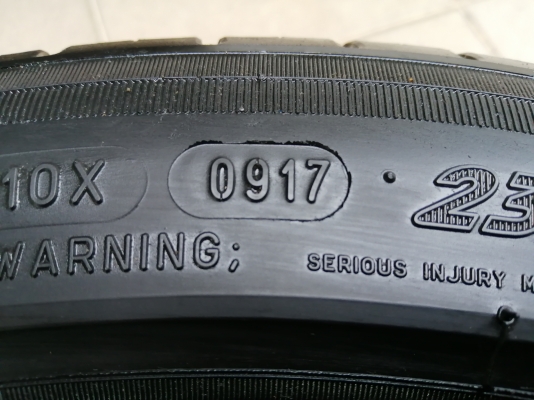 10X 0917 · 23
WARNING; SERIOUS INJURY M